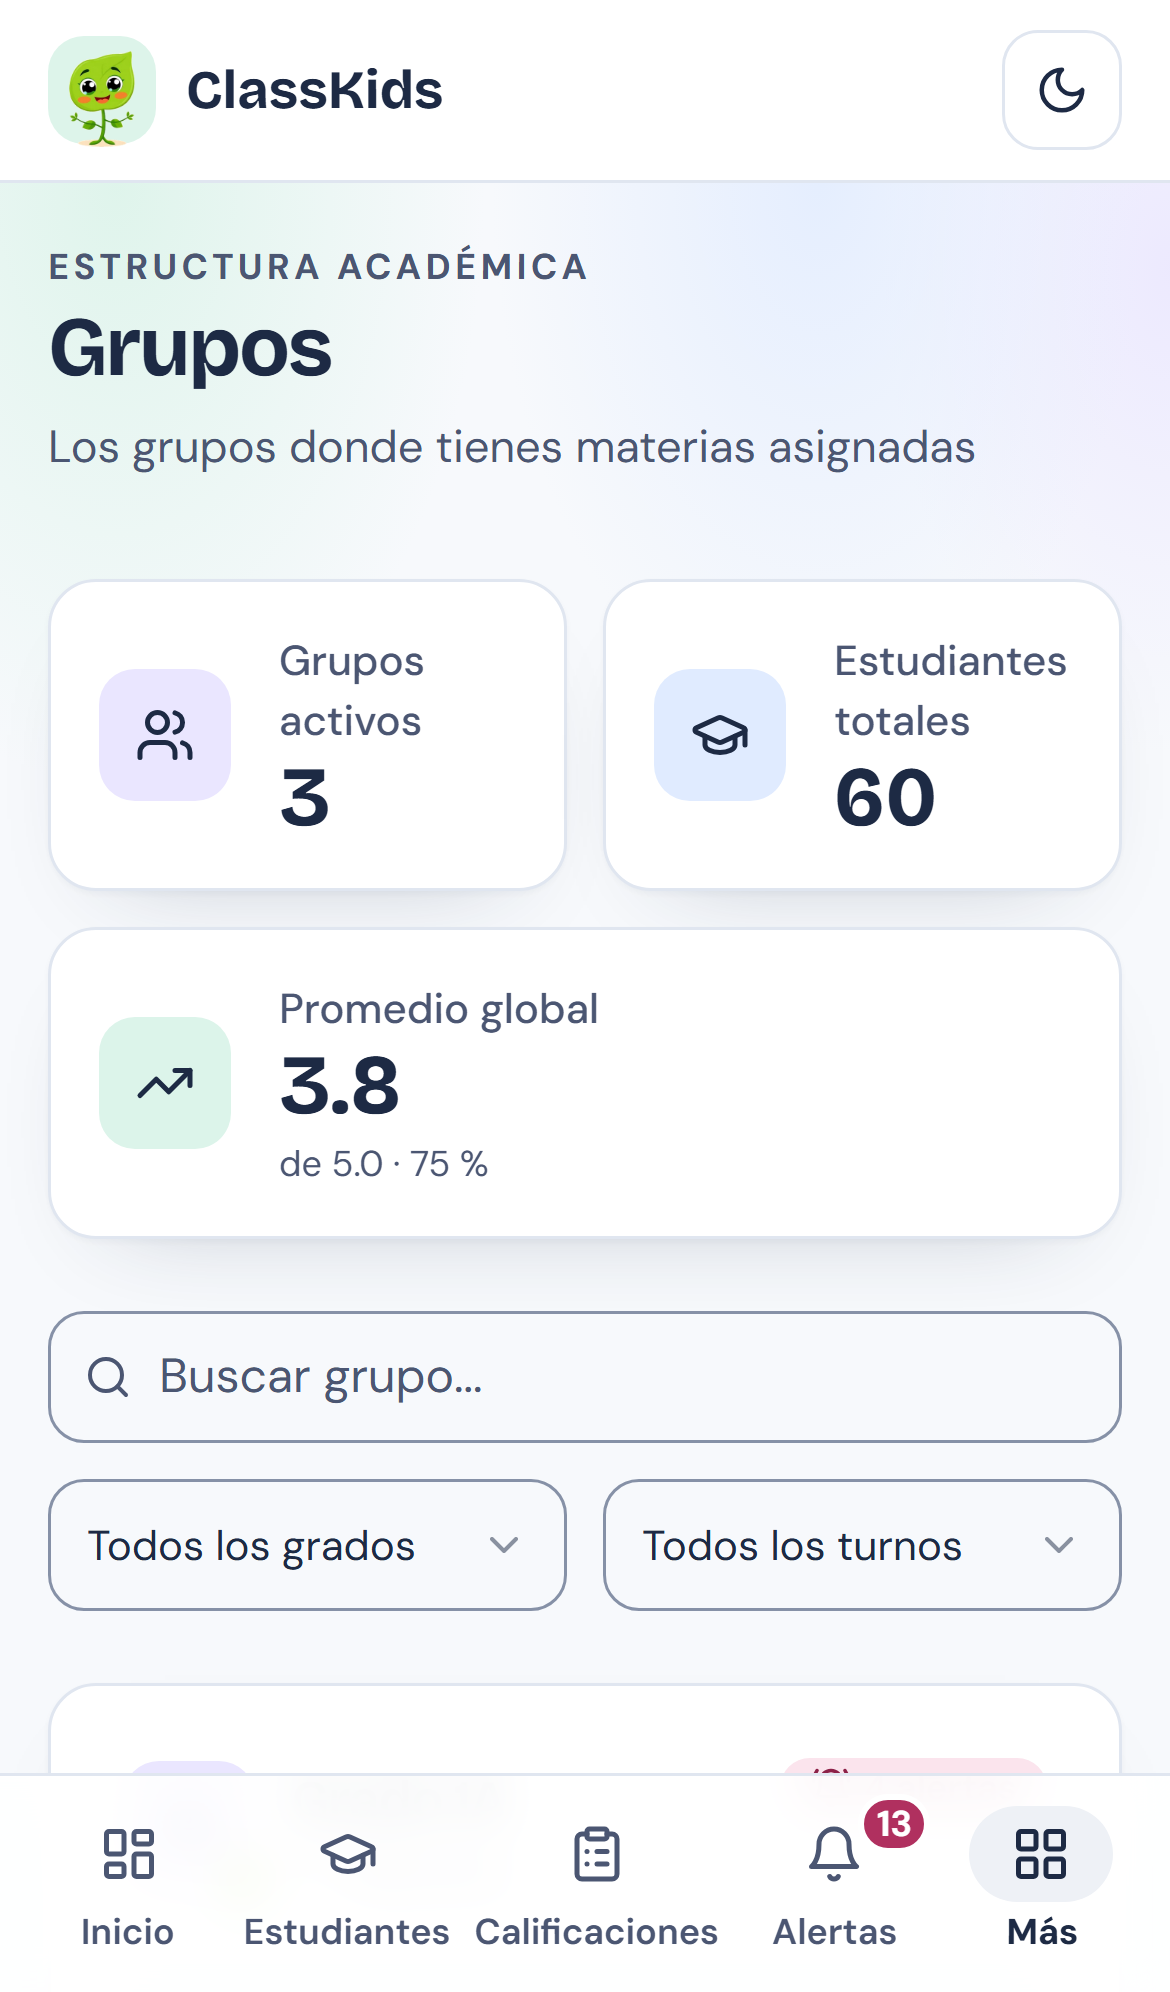 ClassKids
ESTRUCTURA ACADÉMICA
Grupos
Los grupos donde tienes materias asignadas
Grupos
activos
3
Estudiantes
totales
60
Promedio global
3.8
de 5.0 · 75 %
Buscar grupo...
Todos los grados
Todos los turnos
13
Inicio
Estudiantes
Calificaciones
Alertas
Más